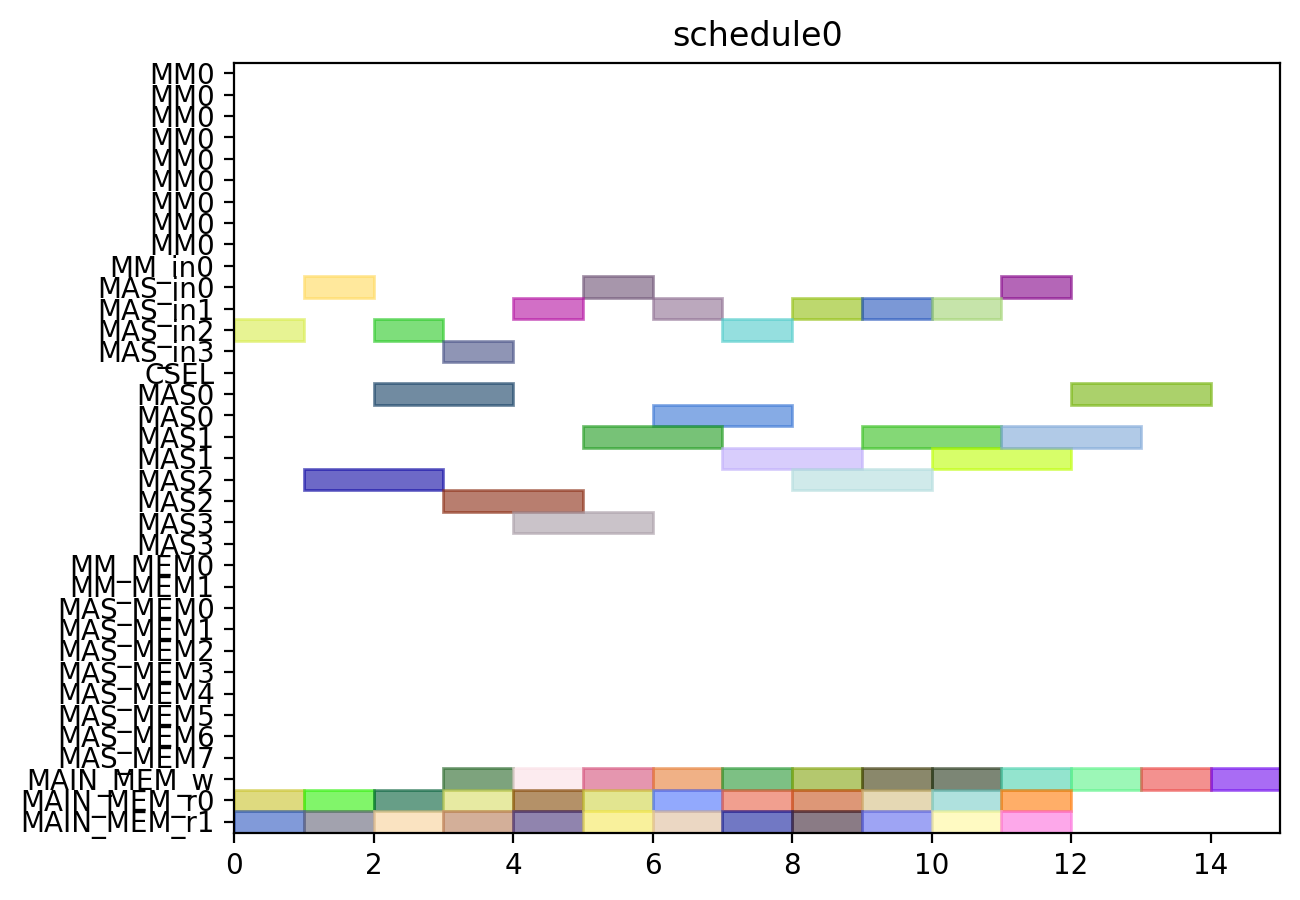 schedule0
MM0
MM0
MM0
MM0
MM0
MM0
MM0
MM0
MM0
MM_in0
MAS_in0
MAS_in1
MAS_in2
MAS_in3
CSEL
MAS0
MAS0
MAS1
MAS1
MAS2
MAS2
MAS3
MAS3
MM_MEM0
MM_MEM1
MAS_MEM0
MAS_MEM1
MAS_MEM2
MAS_MEM3
MAS_MEM4
MAS_MEM5
MAS_MEM6
MAS_MEM7
MAIN_MEM_w
MAIN_MEM_r0
MAIN_MEM_r1
0 2 4 6 8 10 12 14